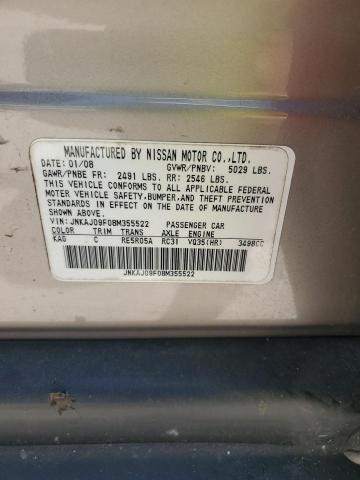 MANUFACTURED BY NISSAN MOTOR CO.,LTD.
DATE: 01/08 GVWR/PNBV: 5029 LBS.
GAWR/PNBE FR: 2491 LBS. RR: 2546 LBS.
THIS VEHICLE CONFORMS TO ALL APPLICABLE FEDERAL
MOTOR VEHICLE SAFETY, BUMPER, AND THEFT PREVENTION
STANDARDS IN EFFECT ON THE DATE OF MANUFACTURE
SHOWN ABOVE.
VIN: JNKAJ09F08M355522 PASSENGER CAR
COLOR TRIM TRANS AXLE ENGINE
KAG C RE5R05A RC31 VQ35(HR) 3498CC
JNKAJ09F08M355522